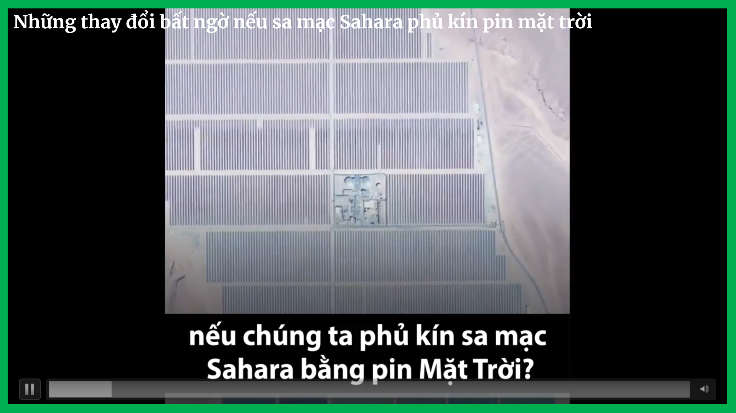 Những thay đổi bất ngờ nếu sa mạc Sahara phủ kín pin mặt trời
nếu chúng ta phủ kín sa mạc
Sahara bằng pin Mặt Trời?